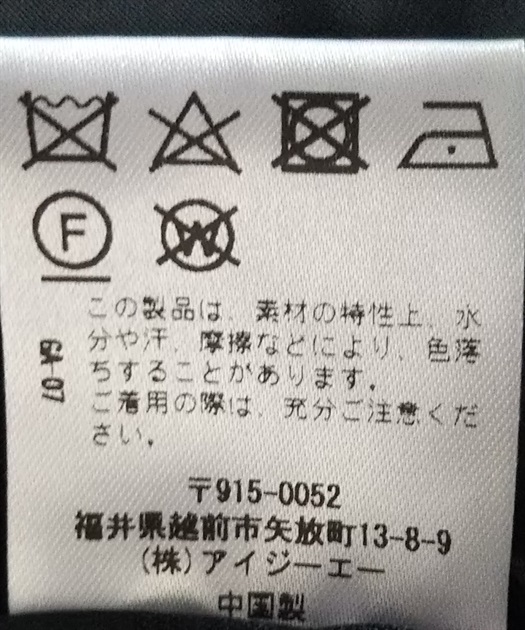 F W
この製品は、素材の特性上、水
分や汗、摩擦などにより、色落
ちすることがあります。
ご着用の際は、充分ご注意くだ
さい。
GA-07
〒915-0052
福井県越前市矢放町13-8-9
(株)アイジーエー
中国製